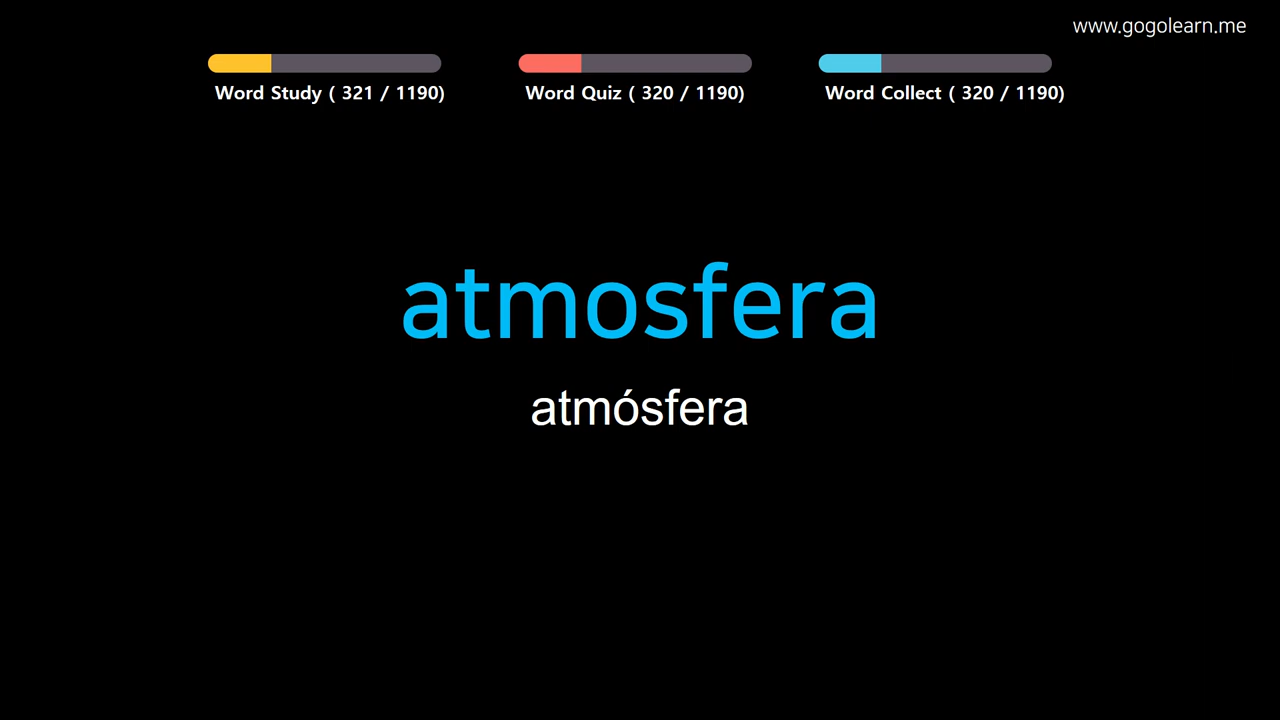 www.gogolearn.me
Word Study ( 321 / 1190)
Word Quiz ( 320 / 1190)
Word Collect ( 320 / 1190)
atmosfera
atmósfera